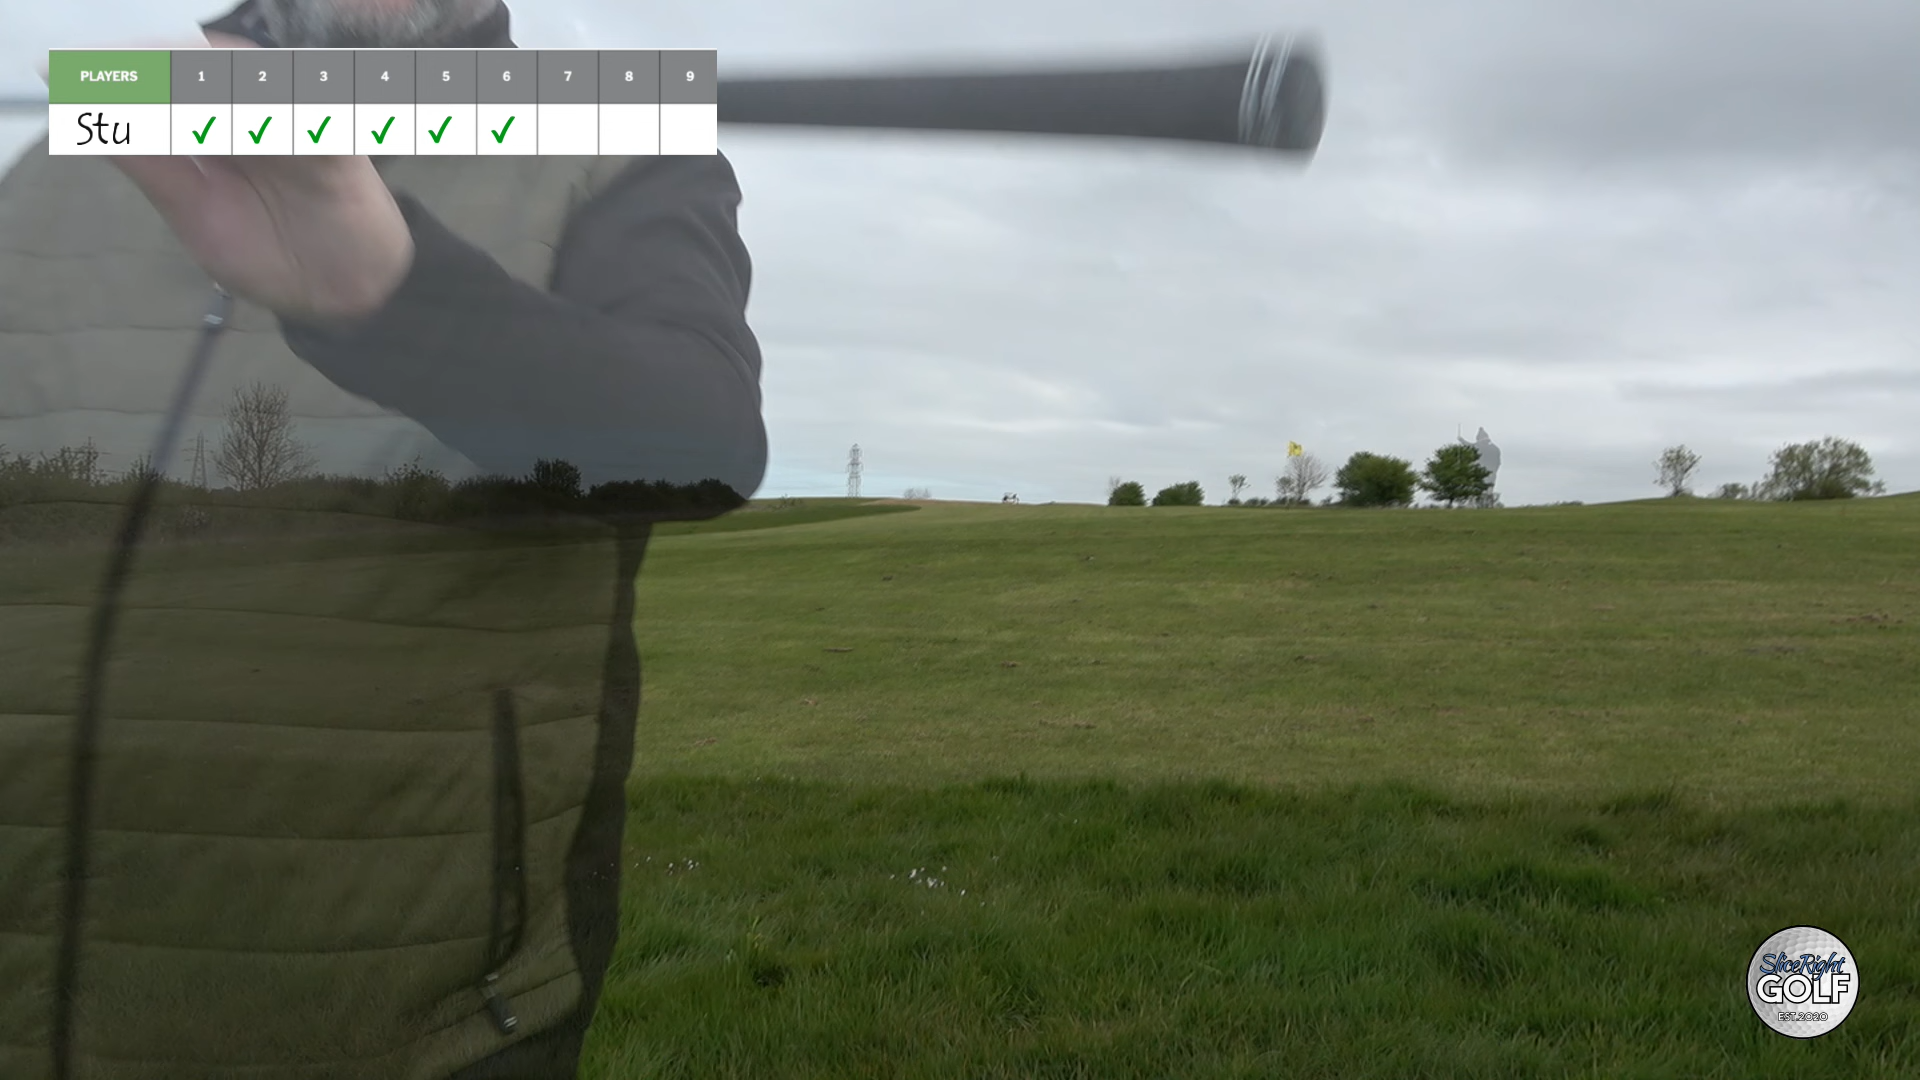 PLAYERS 1 2 3 4 5 6 7 8 9
Stu ✓ ✓ ✓ ✓ ✓ ✓
SliceRight
GOLF
EST.2020